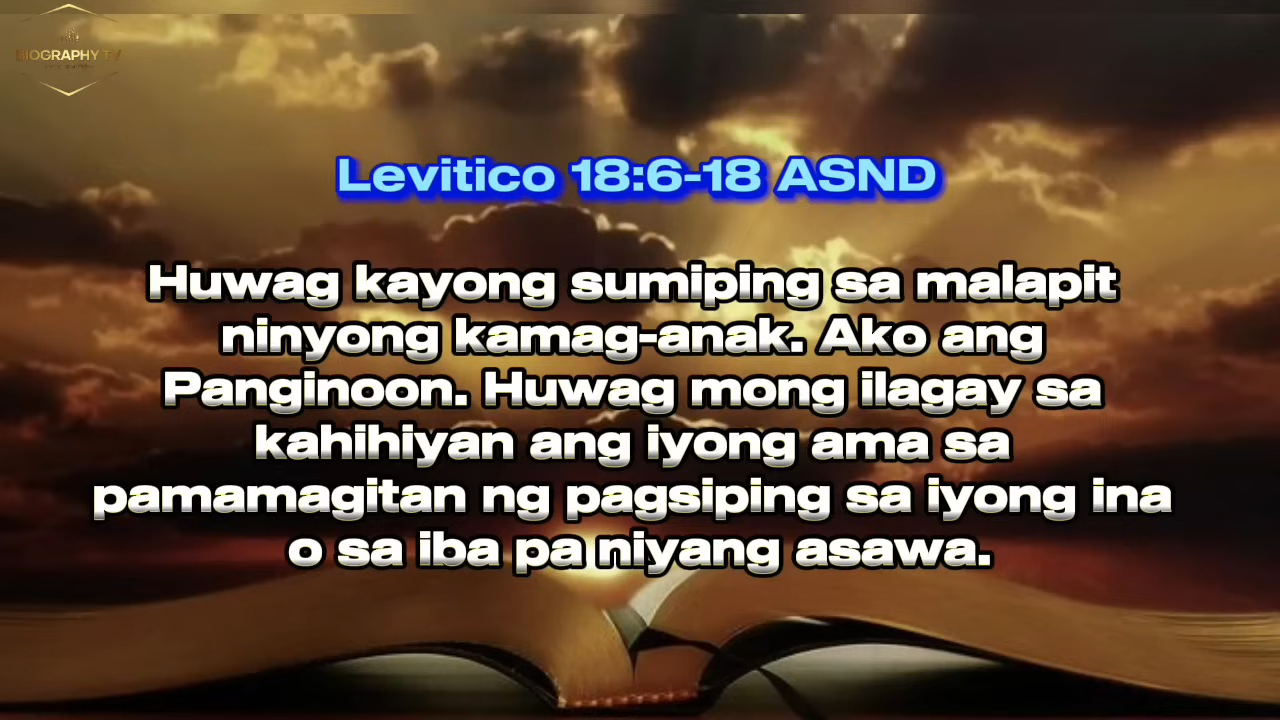 BIOGRAPHY TV
Levitico 18:6-18 ASND
Huwag kayong sumiping sa malapit
ninyong kamag-anak. Ako ang
Panginoon. Huwag mong ilagay sa
kahihiyan ang iyong ama sa
pamamagitan ng pagsiping sa iyong ina
o sa iba pa niyang asawa.